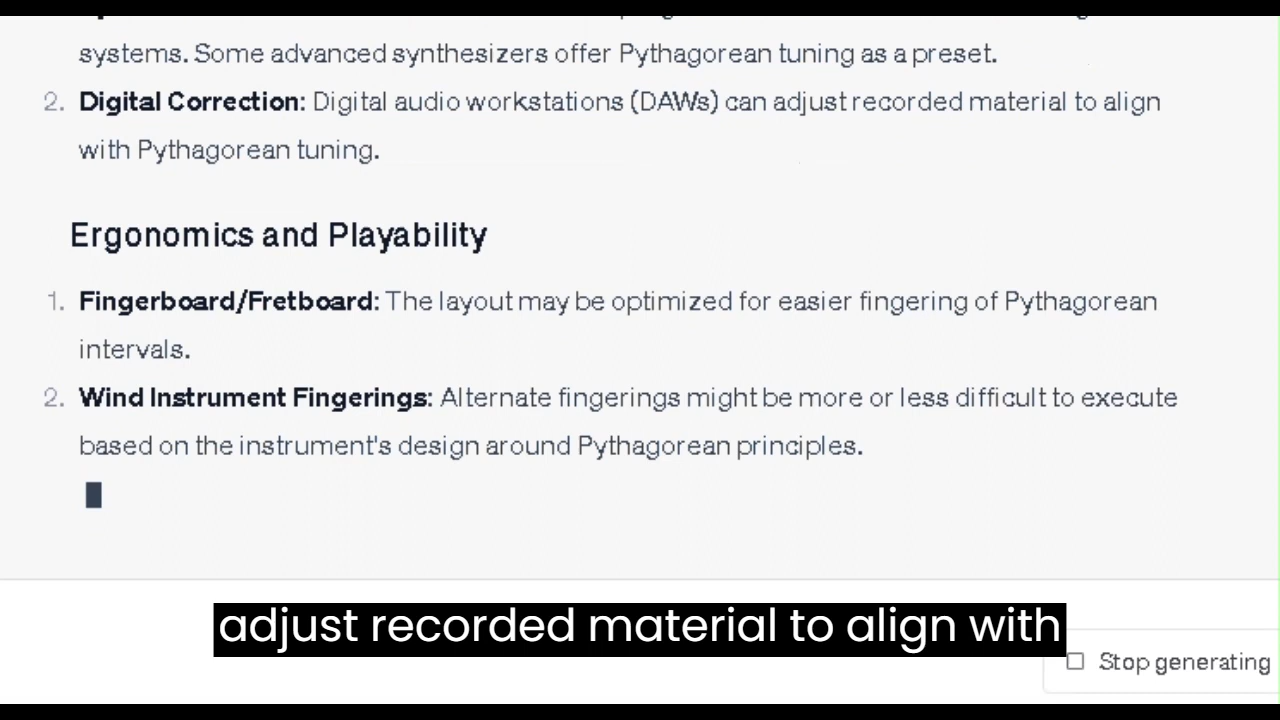 systems. Some advanced synthesizers offer Pythagorean tuning as a preset.
2. Digital Correction: Digital audio workstations (DAWs) can adjust recorded material to align
with Pythagorean tuning.
Ergonomics and Playability
1. Fingerboard/Fretboard: The layout may be optimized for easier fingering of Pythagorean
intervals.
2. Wind Instrument Fingerings: Alternate fingerings might be more or less difficult to execute
based on the instrument's design around Pythagorean principles.
adjust recorded material to align with
Stop generating